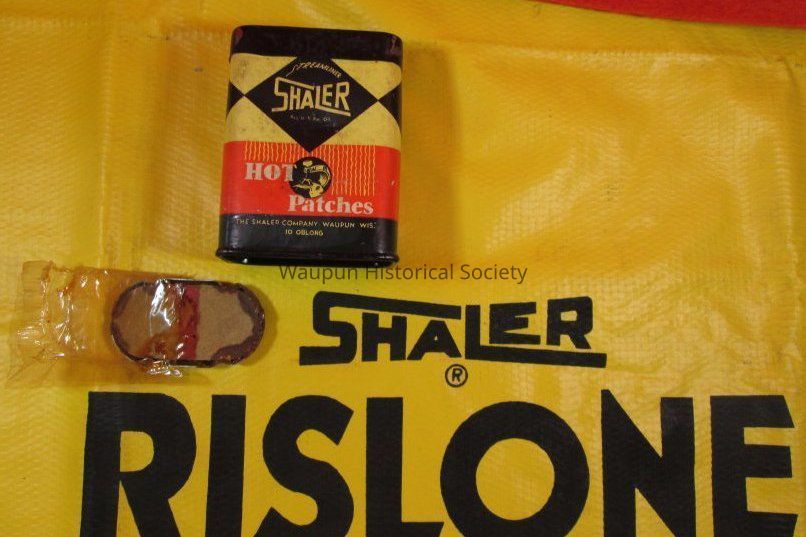 STREAMLINER
SHALER
HOT
Patches
THE SHALER COMPANY, WAUPUN WIS.
10 OBLONG
Waupun Historical Society
SHALER
®
RISLONE